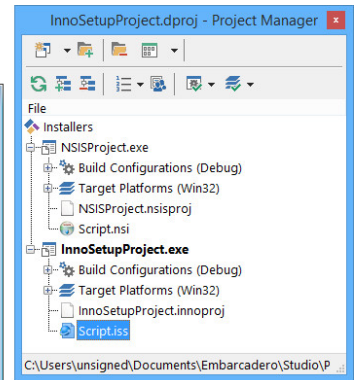 InnoSetupProject.dproj - Project Manager
File
Installers
NSISProject.exe
Build Configurations (Debug)
Target Platforms (Win32)
NSISProject.nsisproj
Script.nsi
InnoSetupProject.exe
Build Configurations (Debug)
Target Platforms (Win32)
InnoSetupProject.innoproj
Script.iss
C:\Users\unsigned\Documents\Embarcadero\Studio\P